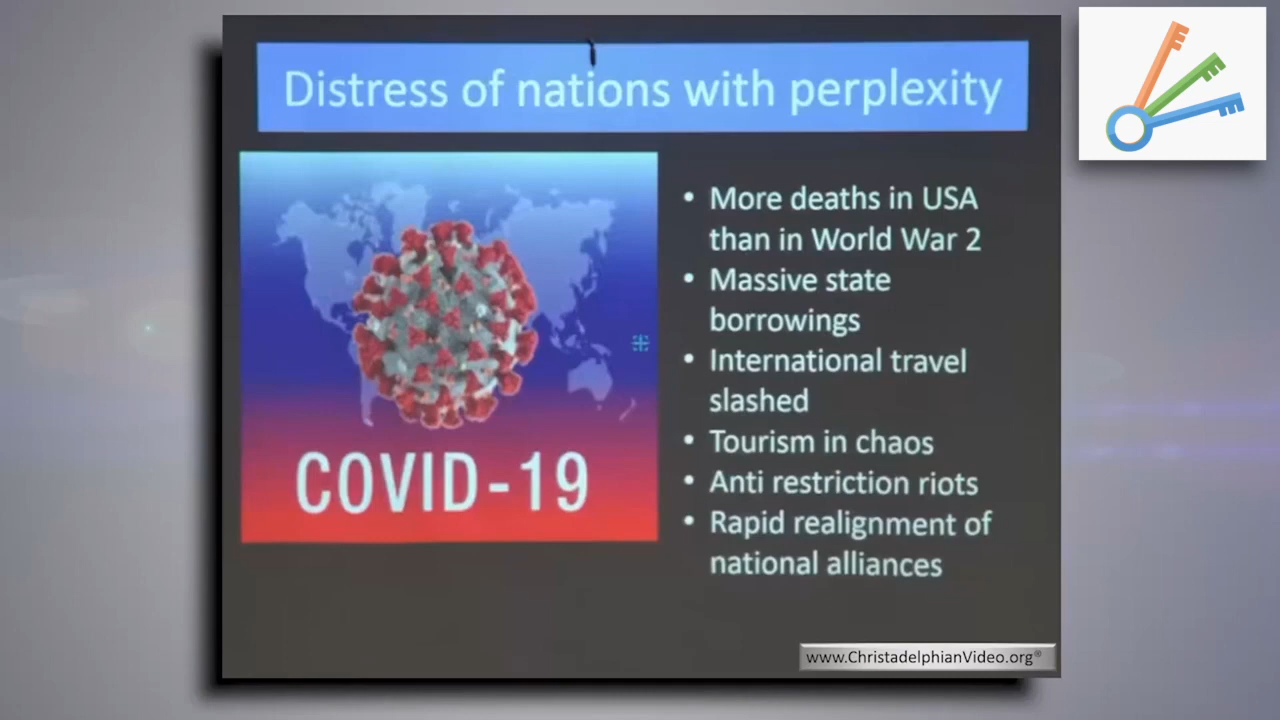 Distress of nations with perplexity
• More deaths in USA
than in World War 2
• Massive state
borrowings
• International travel
slashed
• Tourism in chaos
• Anti restriction riots
• Rapid realignment of
national alliances
COVID-19
www.ChristadelphianVideo.org®